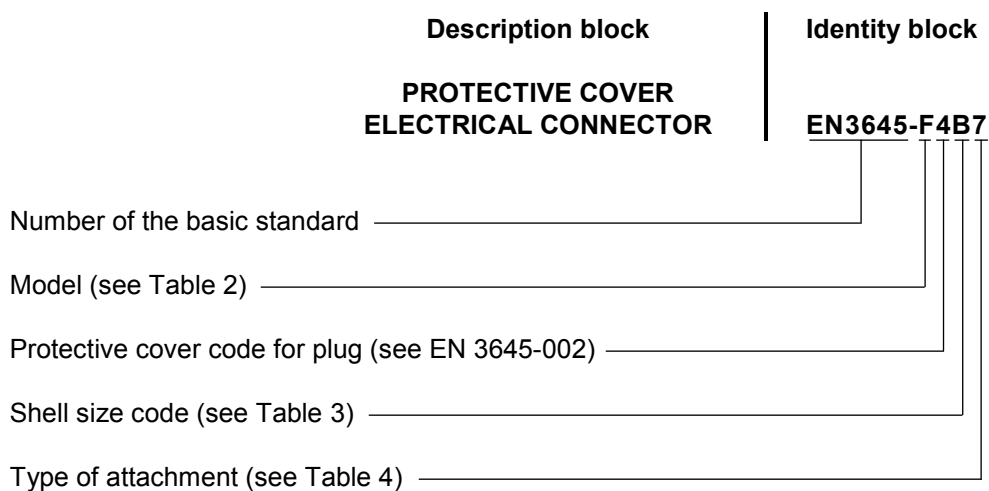 Description block
Identity block
PROTECTIVE COVER
ELECTRICAL CONNECTOR
EN3645-F4B7
Number of the basic standard
Model (see Table 2)
Protective cover code for plug (see EN 3645-002)
Shell size code (see Table 3)
Type of attachment (see Table 4)